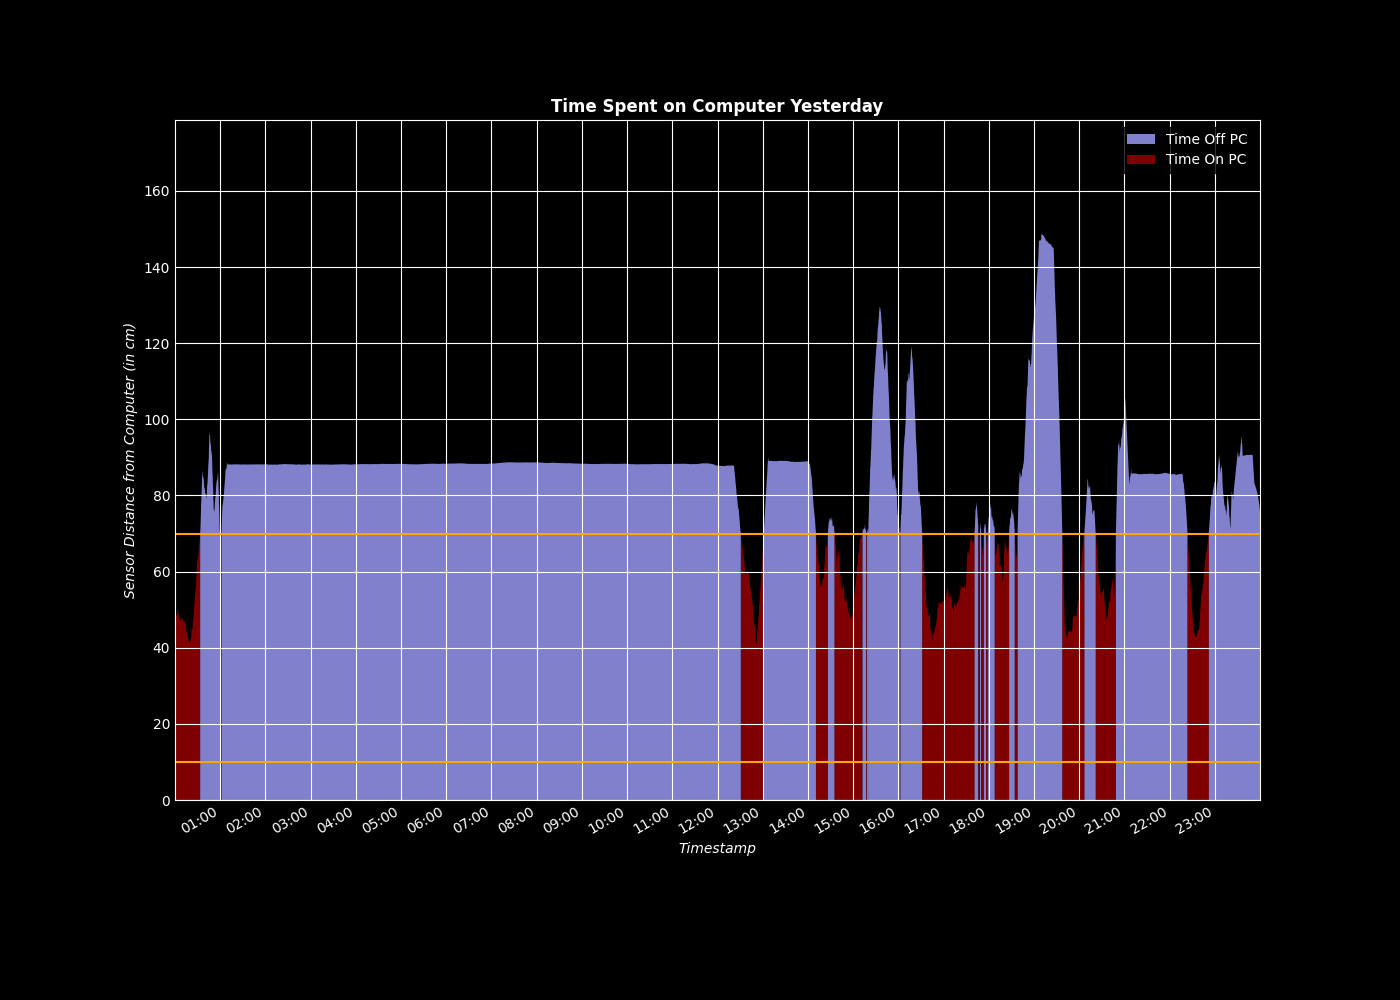 Time Spent on Computer Yesterday
Time Off PC
Time On PC
160
140
120
100
80
60
40
20
0
Sensor Distance from Computer (in cm)
01:00 02:00 03:00 04:00 05:00 06:00 07:00 08:00 09:00 10:00 11:00 12:00 13:00 14:00 15:00 16:00 17:00 18:00 19:00 20:00 21:00 22:00 23:00
Timestamp